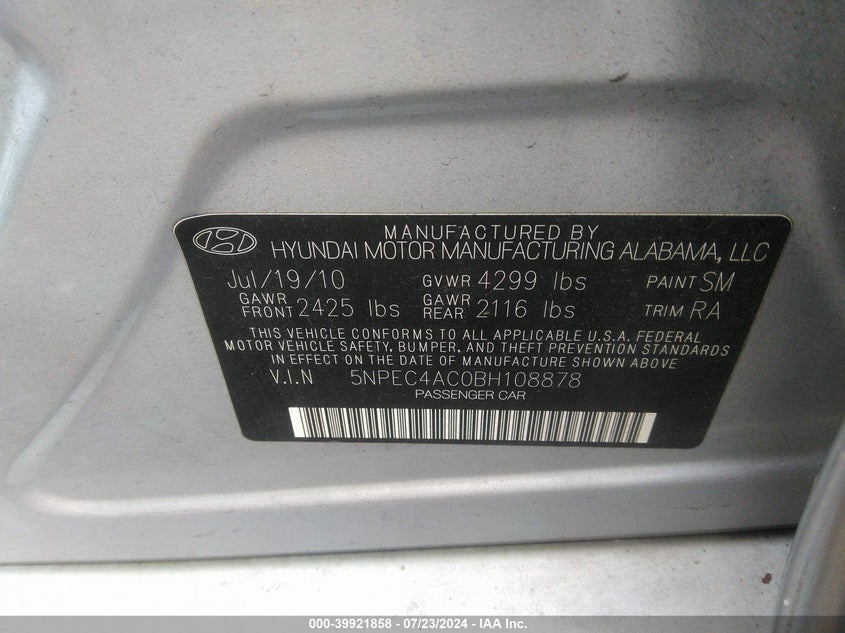 MANUFACTURED BY
HYUNDAI MOTOR MANUFACTURING ALABAMA, LLC
Jul/19/10 GVWR 4299 lbs PAINT SM
GAWR FRONT 2425 lbs GAWR REAR 2116 lbs TRIM RA
THIS VEHICLE CONFORMS TO ALL APPLICABLE U.S.A. FEDERAL
MOTOR VEHICLE SAFETY, BUMPER, AND THEFT PREVENTION STANDARDS
IN EFFECT ON THE DATE OF MANUFACTURE SHOWN ABOVE
V.I.N 5NPEC4AC0BH108878
PASSENGER CAR
000-39921858 - 07/23/2024 - IAA Inc.